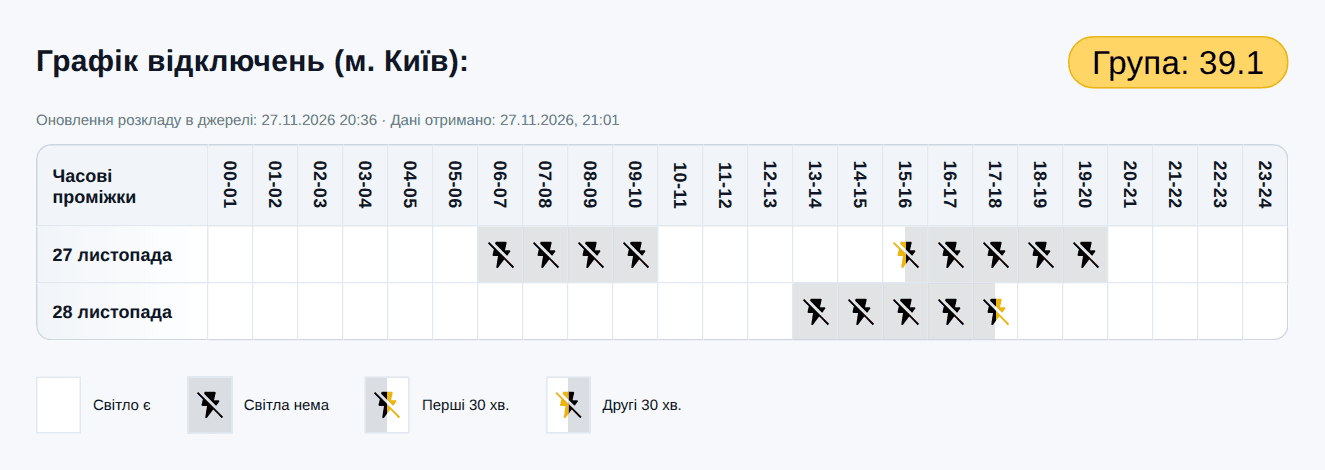 Графік відключень (м. Київ):
Група: 39.1
Оновлення розкладу в джерелі: 27.11.2026 20:36 · Дані отримано: 27.11.2026, 21:01
Часові проміжки 00-01 01-02 02-03 03-04 04-05 05-06 06-07 07-08 08-09 09-10 10-11 11-12 12-13 13-14 14-15 15-16 16-17 17-18 18-19 19-20 20-21 21-22 22-23 23-24
27 листопада
28 листопада
Світло є Світла нема Перші 30 хв. Другі 30 хв.